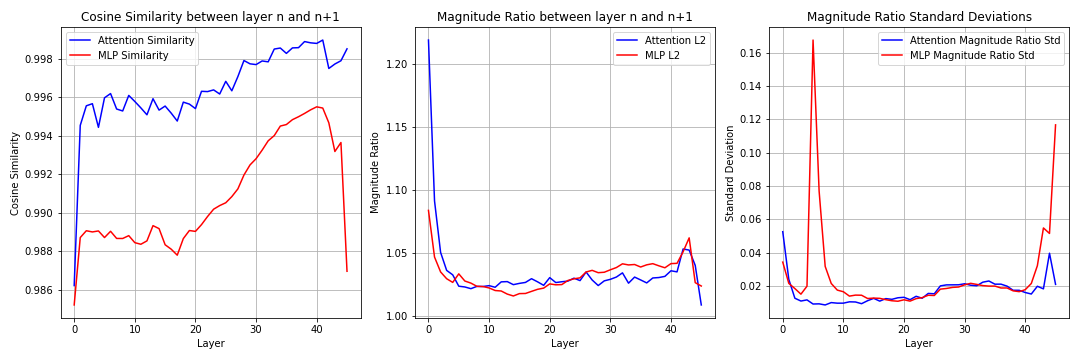 Cosine Similarity between layer n and n+1
Attention Similarity
MLP Similarity
Cosine Similarity
0.998
0.996
0.994
0.992
0.990
0.988
0.986
0
10
20
30
40
Layer
Magnitude Ratio between layer n and n+1
Attention L2
MLP L2
Magnitude Ratio
1.20
1.15
1.10
1.05
1.00
0
10
20
30
40
Layer
Magnitude Ratio Standard Deviations
Attention Magnitude Ratio Std
MLP Magnitude Ratio Std
Standard Deviation
0.16
0.14
0.12
0.10
0.08
0.06
0.04
0.02
0
10
20
30
40
Layer